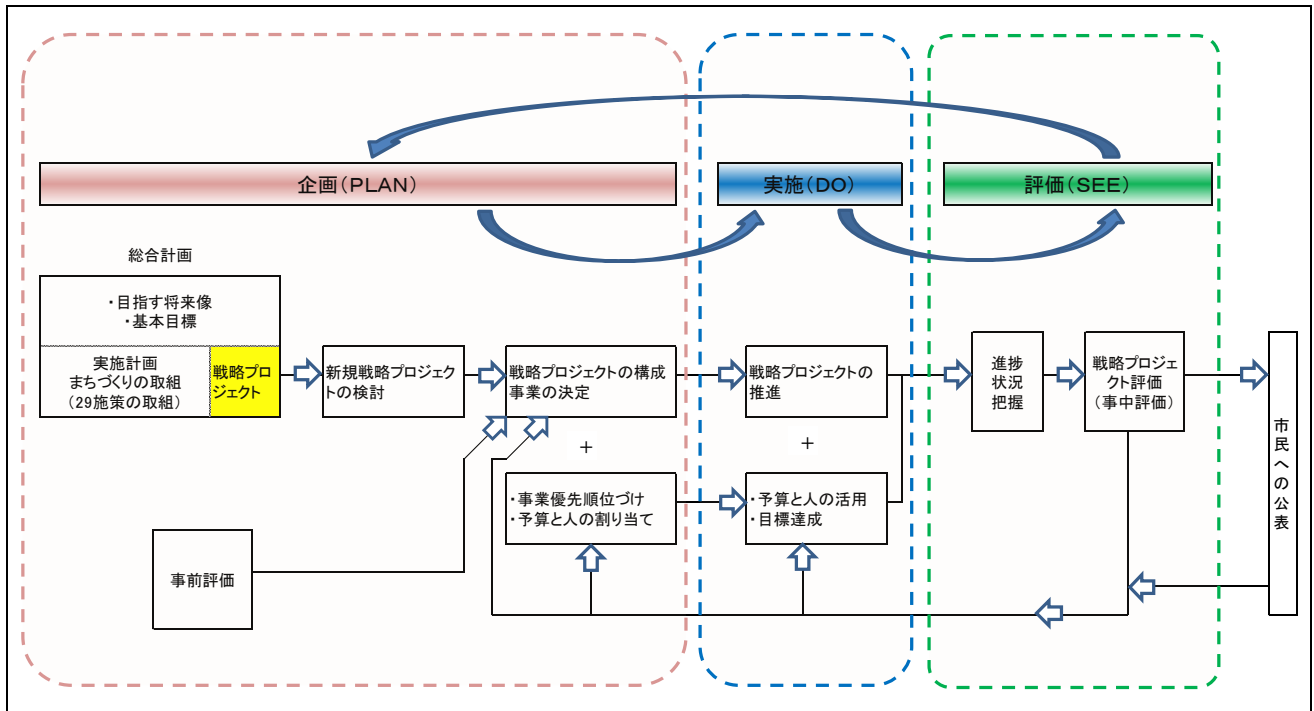 企画(PLAN)
実施(DO)
評価(SEE)
総合計画
・目指す将来像
・基本目標
実施計画
まちづくりの取組
(29施策の取組)
戦略プロ
ジェクト
新規戦略プロジェク
トの検討
戦略プロジェクトの構成
事業の決定
+
・事業優先順位づけ
・予算と人の割り当て
事前評価
戦略プロジェクトの
推進
+
・予算と人の活用
・目標達成
進捗
状況
把握
戦略プロジェ
クト評価
(事中評価)
市民への公表